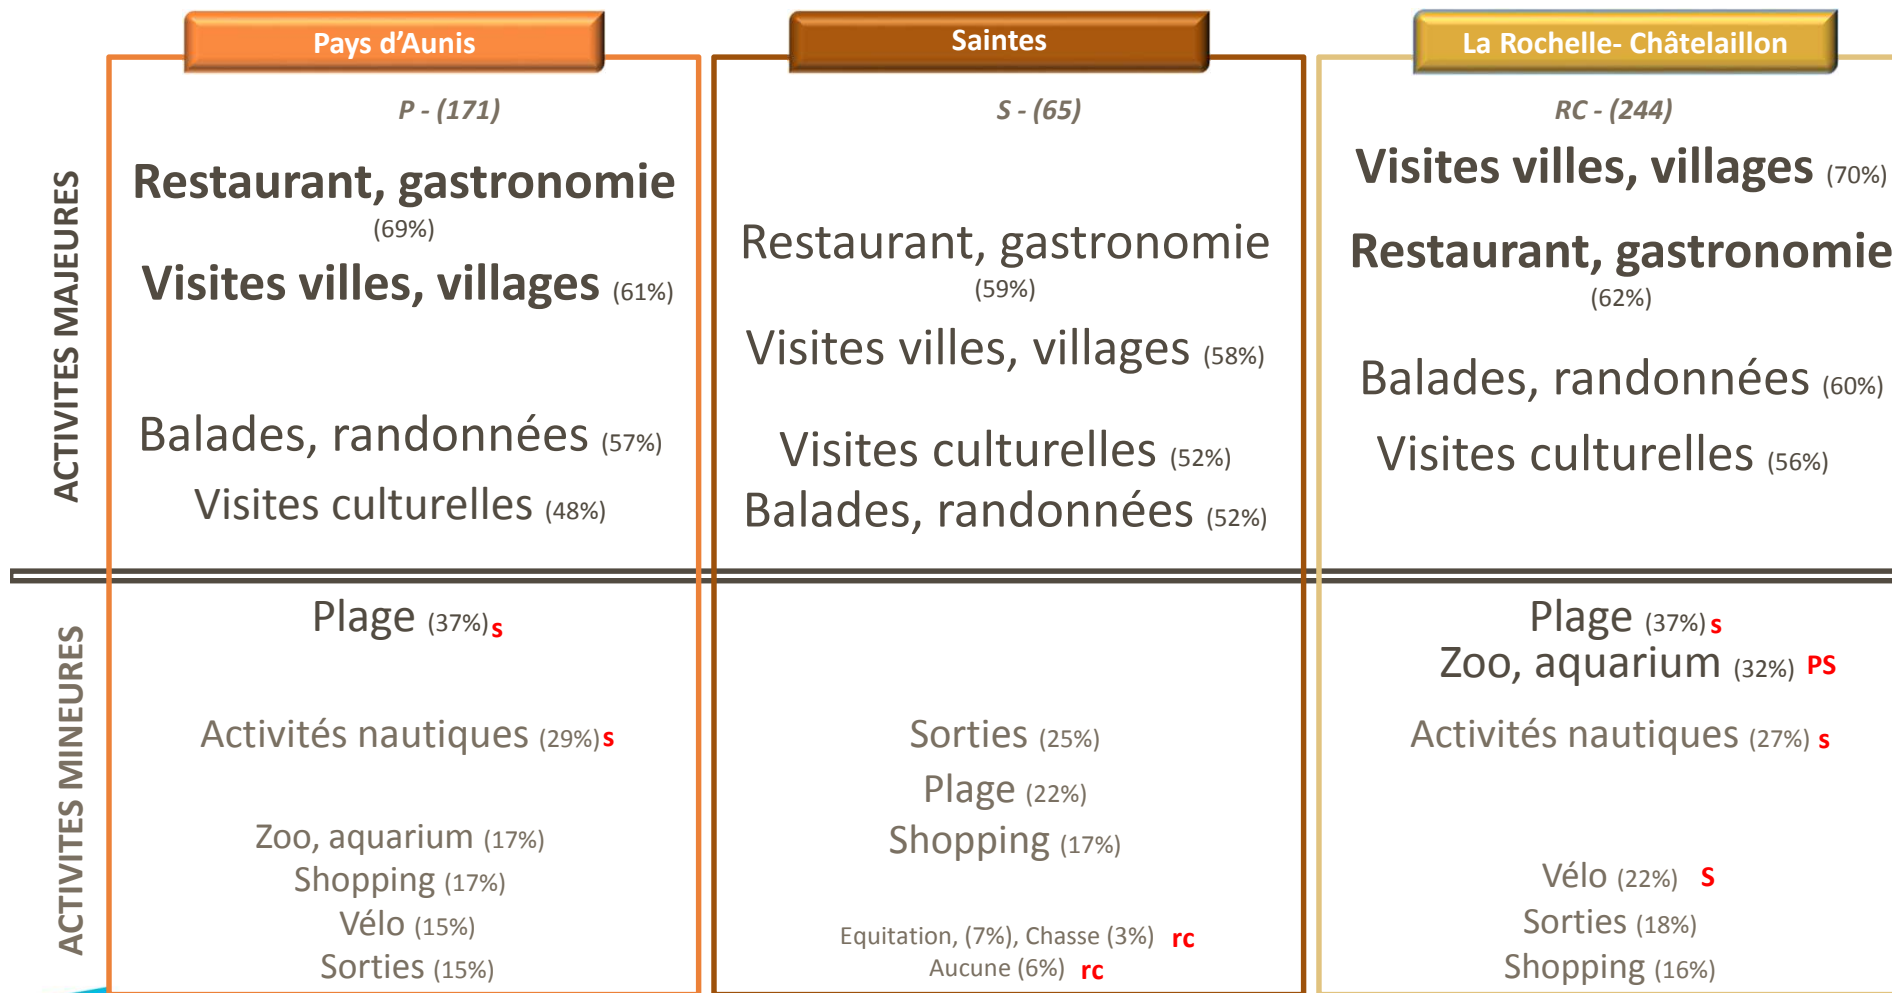 Pays d'Aunis
P - (171)
ACTIVITES MAJEURES
Restaurant, gastronomie
(69%)
Visites villes, villages (61%)
Balades, randonnées (57%)
Visites culturelles (48%)
ACTIVITES MINEURES
Plage (37%) s
Activités nautiques (29%) s
Zoo, aquarium (17%)
Shopping (17%)
Vélo (15%)
Sorties (15%)
Saintes
S - (65)
Restaurant, gastronomie
(59%)
Visites villes, villages (58%)
Visites culturelles (52%)
Balades, randonnées (52%)
Sorties (25%)
Plage (22%)
Shopping (17%)
Equitation, (7%), Chasse (3%) rc
Aucune (6%) rc
La Rochelle- Châtelaillon
RC - (244)
Visites villes, villages (70%)
Restaurant, gastronomie
(62%)
Balades, randonnées (60%)
Visites culturelles (56%)
Plage (37%) s
Zoo, aquarium (32%) PS
Activités nautiques (27%) s
Vélo (22%) S
Sorties (18%)
Shopping (16%)